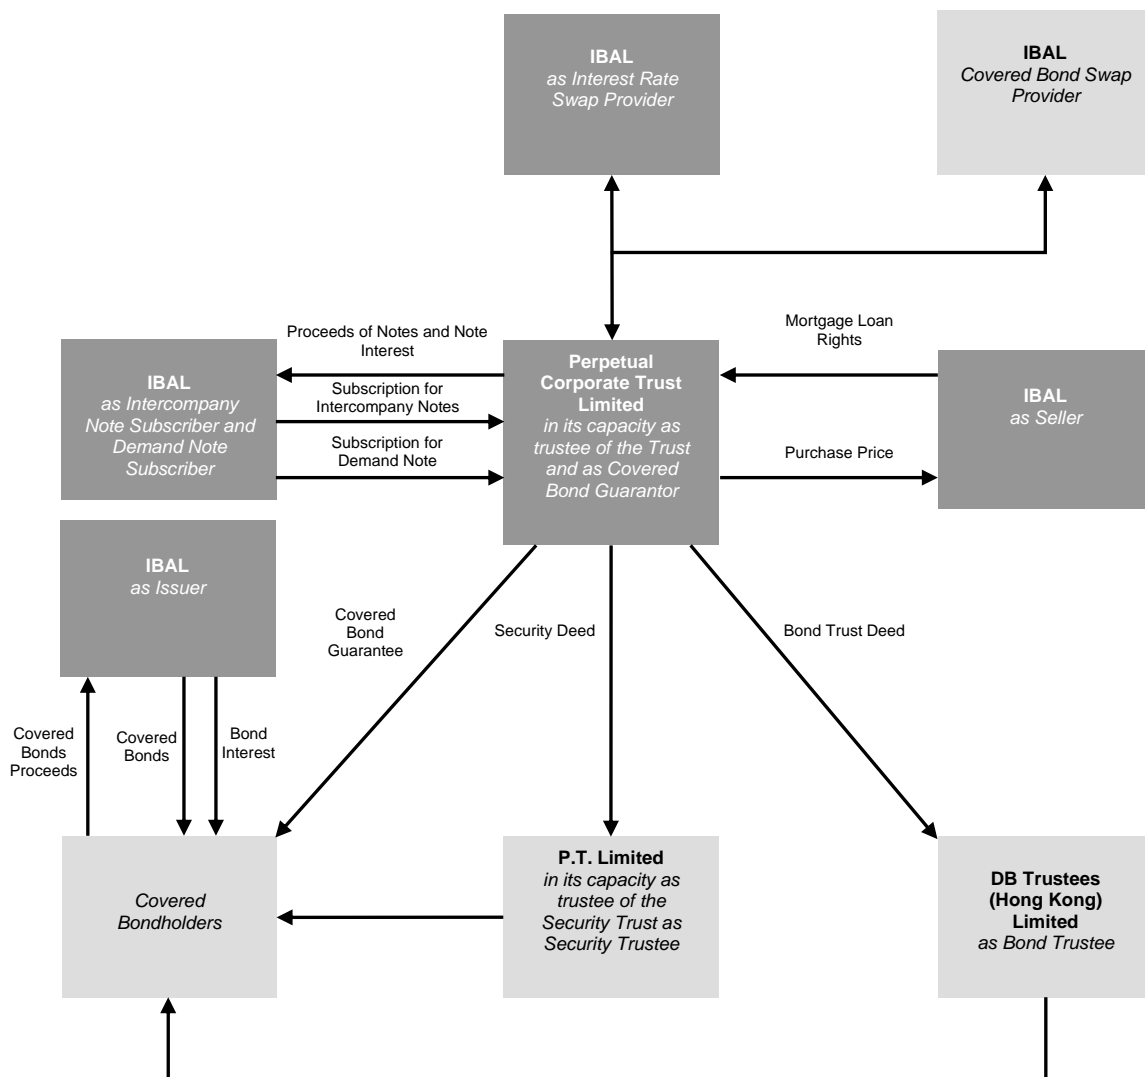 IBAL
as Interest Rate
Swap Provider
IBAL
Covered Bond Swap
Provider
Proceeds of Notes and Note
Interest
Subscription for
Intercompany Notes
Subscription for
Demand Note
IBAL
as Intercompany
Note Subscriber and
Demand Note
Subscriber
Perpetual
Corporate Trust
Limited
in its capacity as
trustee of the Trust
and as Covered
Bond Guarantor
Mortgage Loan
Rights
Purchase Price
IBAL
as Seller
IBAL
as Issuer
Covered
Bond
Guarantee
Security Deed
Bond Trust Deed
Covered
Bonds
Proceeds
Covered
Bonds
Bond
Interest
Covered
Bondholders
P.T. Limited
in its capacity as
trustee of the
Security Trust as
Security Trustee
DB Trustees
(Hong Kong)
Limited
as Bond Trustee